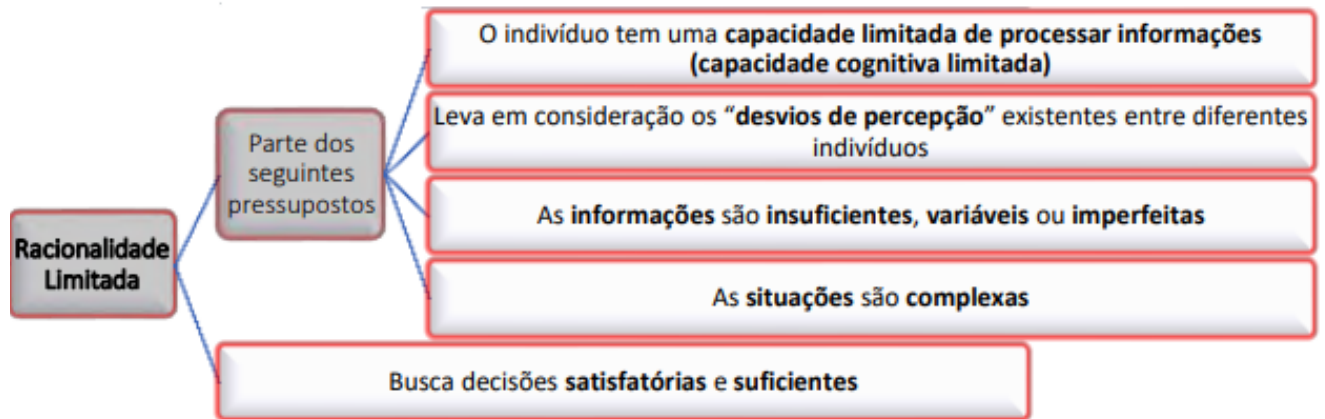 O indivíduo tem uma capacidade limitada de processar informações
(capacidade cognitiva limitada)
Leva em consideração os “desvios de percepção” existentes entre diferentes
indivíduos
Parte dos
seguintes
pressupostos
As informações são insuficientes, variáveis ou imperfeitas
Racionalidade
Limitada
As situações são complexas
Busca decisões satisfatórias e suficientes